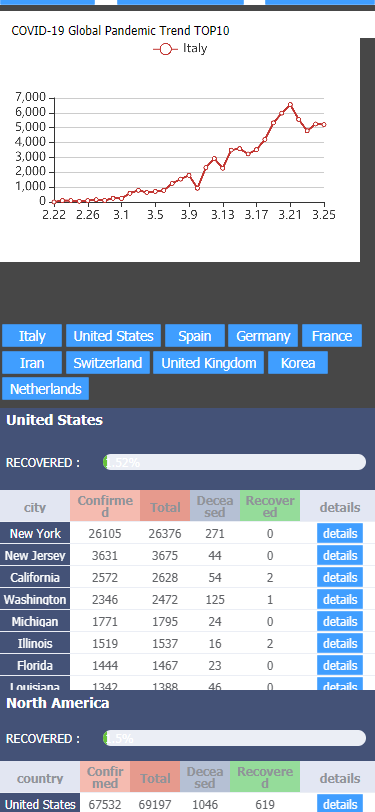 COVID-19 Global Pandemic Trend TOP10
Italy
7,000
6,000
5,000
4,000
3,000
2,000
1,000
0
2.22 2.26 3.1 3.5 3.9 3.13 3.17 3.21 3.25
Italy United States Spain Germany France
Iran Switzerland United Kingdom Korea
Netherlands
United States
RECOVERED : 1.52%
city Confirmed Total Deceased Recovered details
New York 26105 26376 271 0 details
New Jersey 3631 3675 44 0 details
California 2572 2628 54 2 details
Washington 2346 2472 125 1 details
Michigan 1771 1795 24 0 details
Illinois 1519 1537 16 2 details
Florida 1444 1467 23 0 details
Louisiana 1342 1388 46 0 details
North America
RECOVERED : 1.5%
country Confirmed Total Deceased Recovered details
United States 67532 69197 1046 619 details